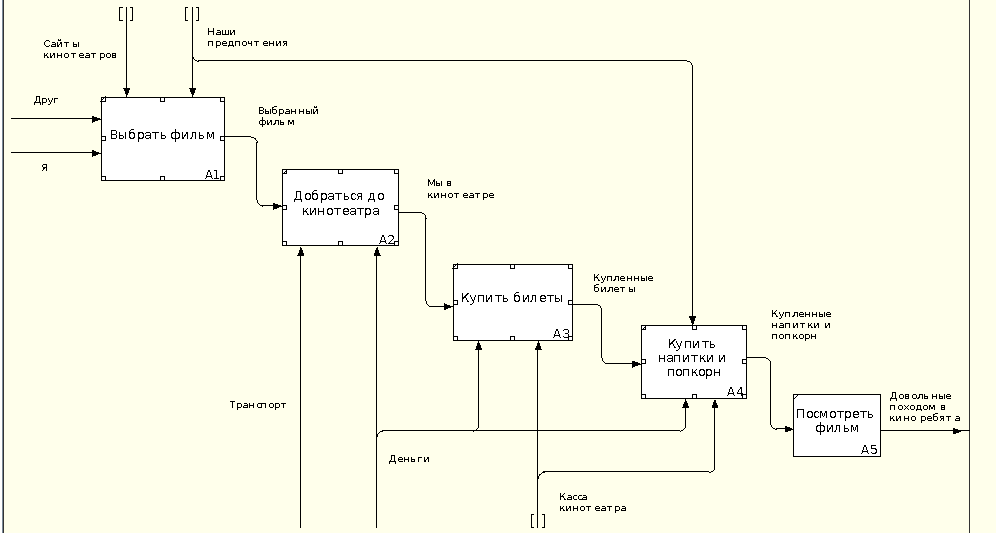 Сайты
кинотеатров
Наши
предпочтения
Друг
Я
Выбрать фильм
A1
Выбранный
фильм
Добраться до
кинотеатра
A2
Мы в
кинотеатре
Купить билеты
A3
Купленные
билеты
Купить
напитки и
попкорн
A4
Купленные
напитки и
попкорн
Посмотреть
фильм
A5
Довольные
походом в
кино ребята
Транспорт
Деньги
Касса
кинотеатра